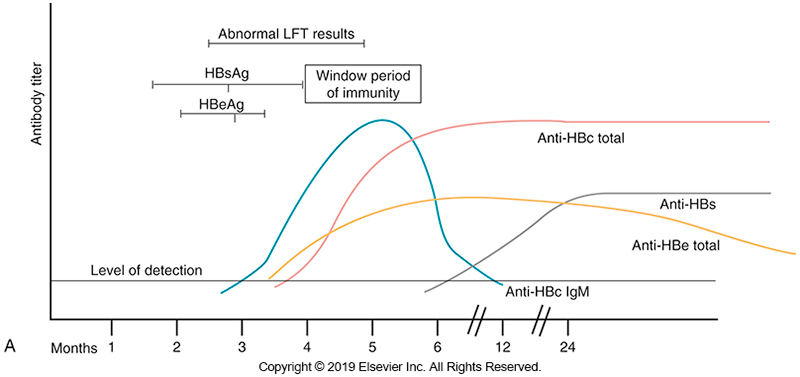 Abnormal LFT results
HBsAg
HBeAg
Window period
of immunity
Antibody titer
Anti-HBc total
Anti-HBs
Anti-HBe total
Level of detection
Anti-HBc IgM
A
Months 1 2 3 4 5 6 12 24
Copyright © 2019 Elsevier Inc. All Rights Reserved.